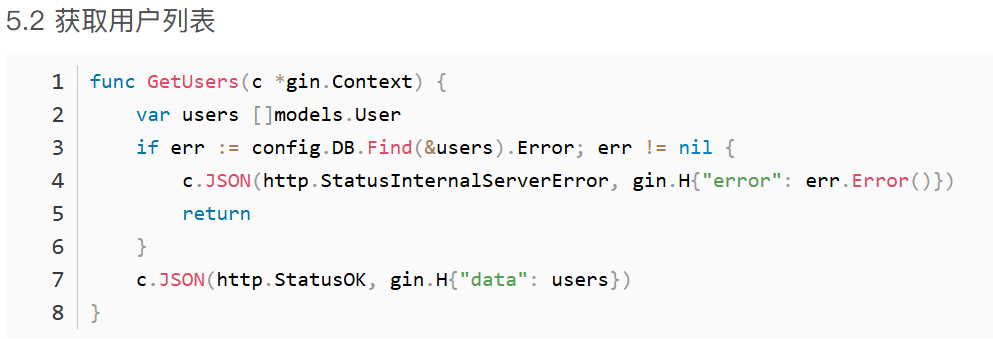 5.2 获取用户列表
1 func GetUsers(c *gin.Context) {
2     var users []models.User
3     if err := config.DB.Find(&users).Error; err != nil {
4         c.JSON(http.StatusInternalServerError, gin.H{"error": err.Error()})
5         return
6     }
7     c.JSON(http.StatusOK, gin.H{"data": users})
8 }